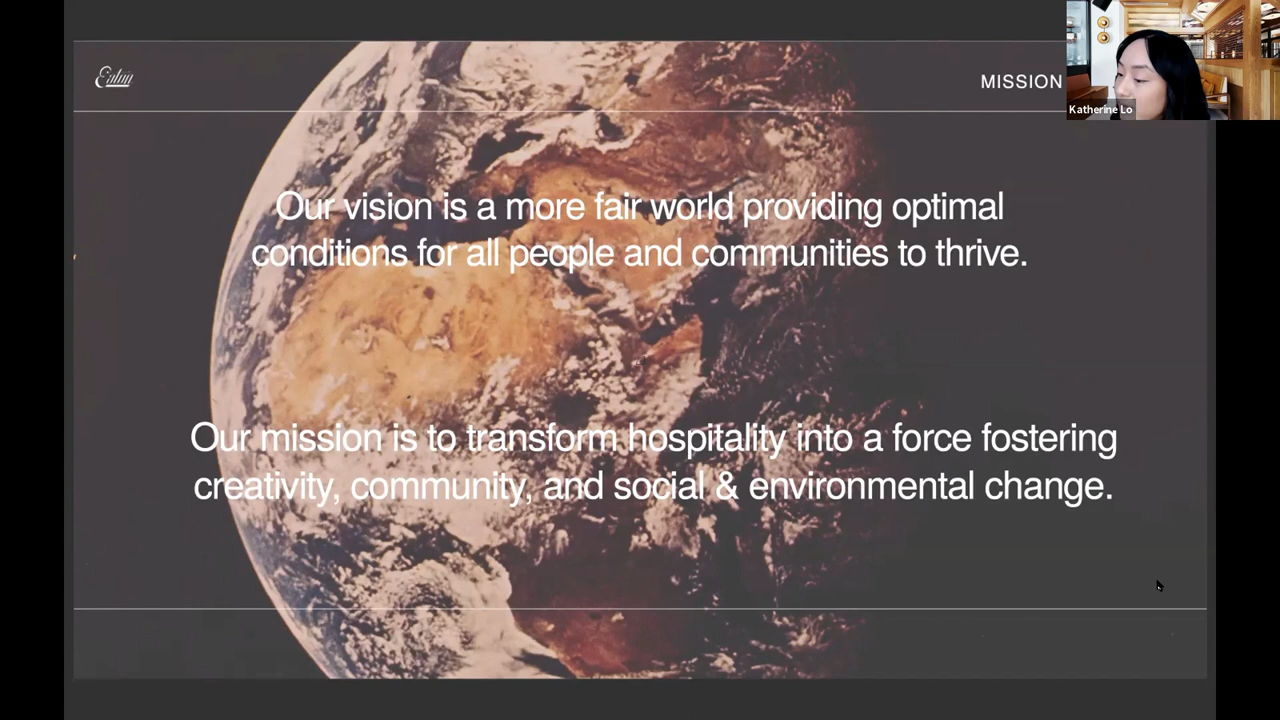 Eaton
MISSION
Katherine Lo
Our vision is a more fair world providing optimal
conditions for all people and communities to thrive.
Our mission is to transform hospitality into a force fostering
creativity, community, and social & environmental change.